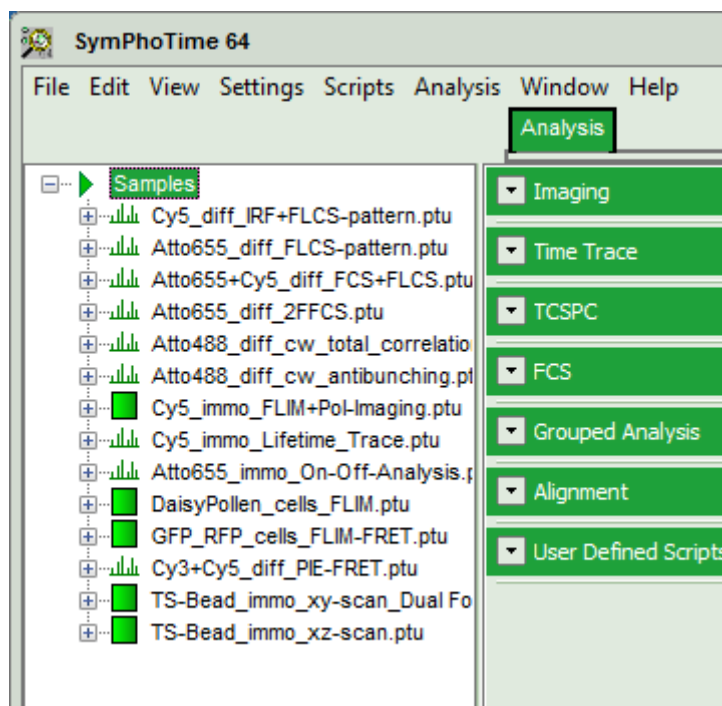 SymPhoTime 64
File Edit View Settings Scripts Analysis Window Help
Analysis
Samples
Cy5_diff_IRF+FLCS-pattern.ptu
Atto655_diff_FLCS-pattern.ptu
Atto655+Cy5_diff_FCS+FLCS.ptu
Atto655_diff_2FFCS.ptu
Atto488_diff_cw_total_correlatio
Atto488_diff_cw_antibunching.pt
Cy5_immo_FLIM+Pol-Imaging.ptu
Cy5_immo_Lifetime_Trace.ptu
Atto655_immo_On-Off-Analysis.p
DaisyPollen_cells_FLIM.ptu
GFP_RFP_cells_FLIM-FRET.ptu
Cy3+Cy5_diff_PIE-FRET.ptu
TS-Bead_immo_xy-scan_Dual Fo
TS-Bead_immo_xz-scan.ptu
Imaging
Time Trace
TCSPC
FCS
Grouped Analysis
Alignment
User Defined Scripts